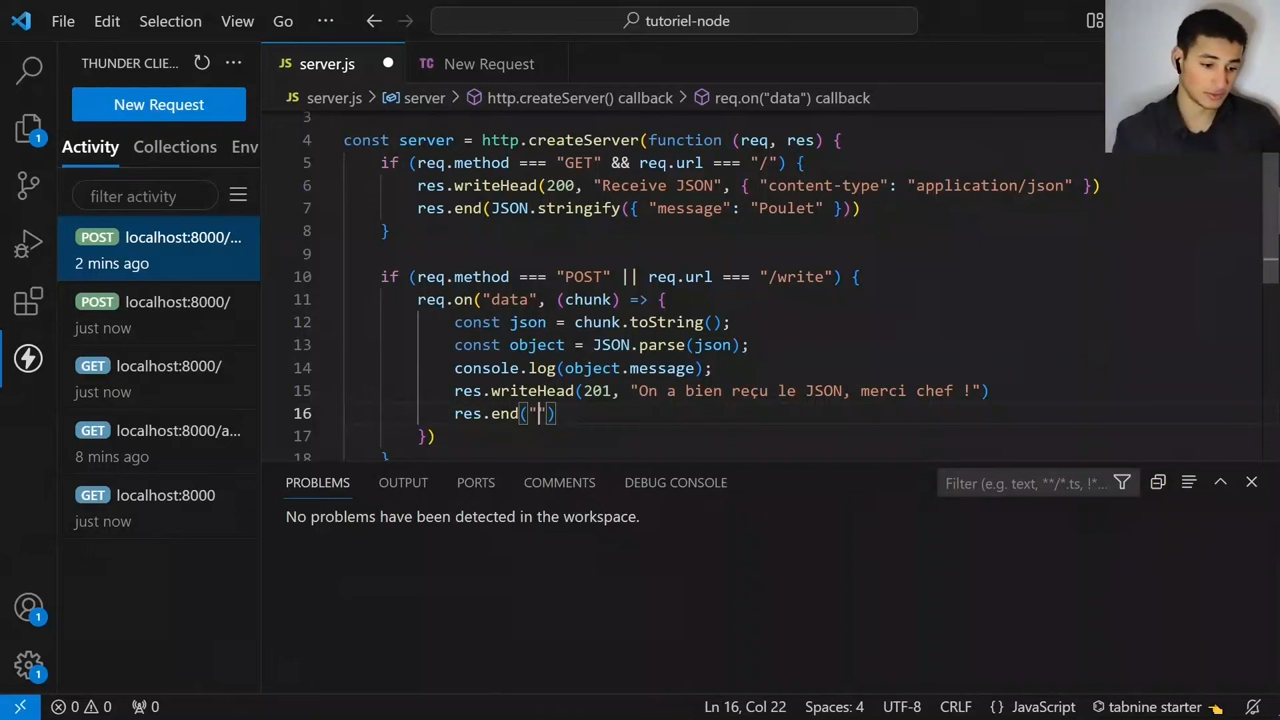 File Edit Selection View Go ··· tutoriel-node
THUNDER CLIE... ···
New Request
Activity Collections Env
filter activity
POST localhost:8000/...
2 mins ago
POST localhost:8000/
just now
GET localhost:8000/
just now
GET localhost:8000/a...
8 mins ago
GET localhost:8000
just now
1
1
1
JS server.js TC New Request
JS server.js > server > http.createServer() callback > req.on("data") callback
3
4 const server = http.createServer(function (req, res) {
5 if (req.method === "GET" && req.url === "/") {
6 res.writeHead(200, "Receive JSON", { "content-type": "application/json" })
7 res.end(JSON.stringify({ "message": "Poulet" }))
8 }
9
10 if (req.method === "POST" || req.url === "/write") {
11 req.on("data", (chunk) => {
12 const json = chunk.toString();
13 const object = JSON.parse(json);
14 console.log(object.message);
15 res.writeHead(201, "On a bien reçu le JSON, merci chef !")
16 res.end("")
17 })
18 }
PROBLEMS OUTPUT PORTS COMMENTS DEBUG CONSOLE Filter (e.g. text, **/*.ts, !*...
No problems have been detected in the workspace.
0 0 0 Ln 16, Col 22 Spaces: 4 UTF-8 CRLF {} JavaScript tabnine starter